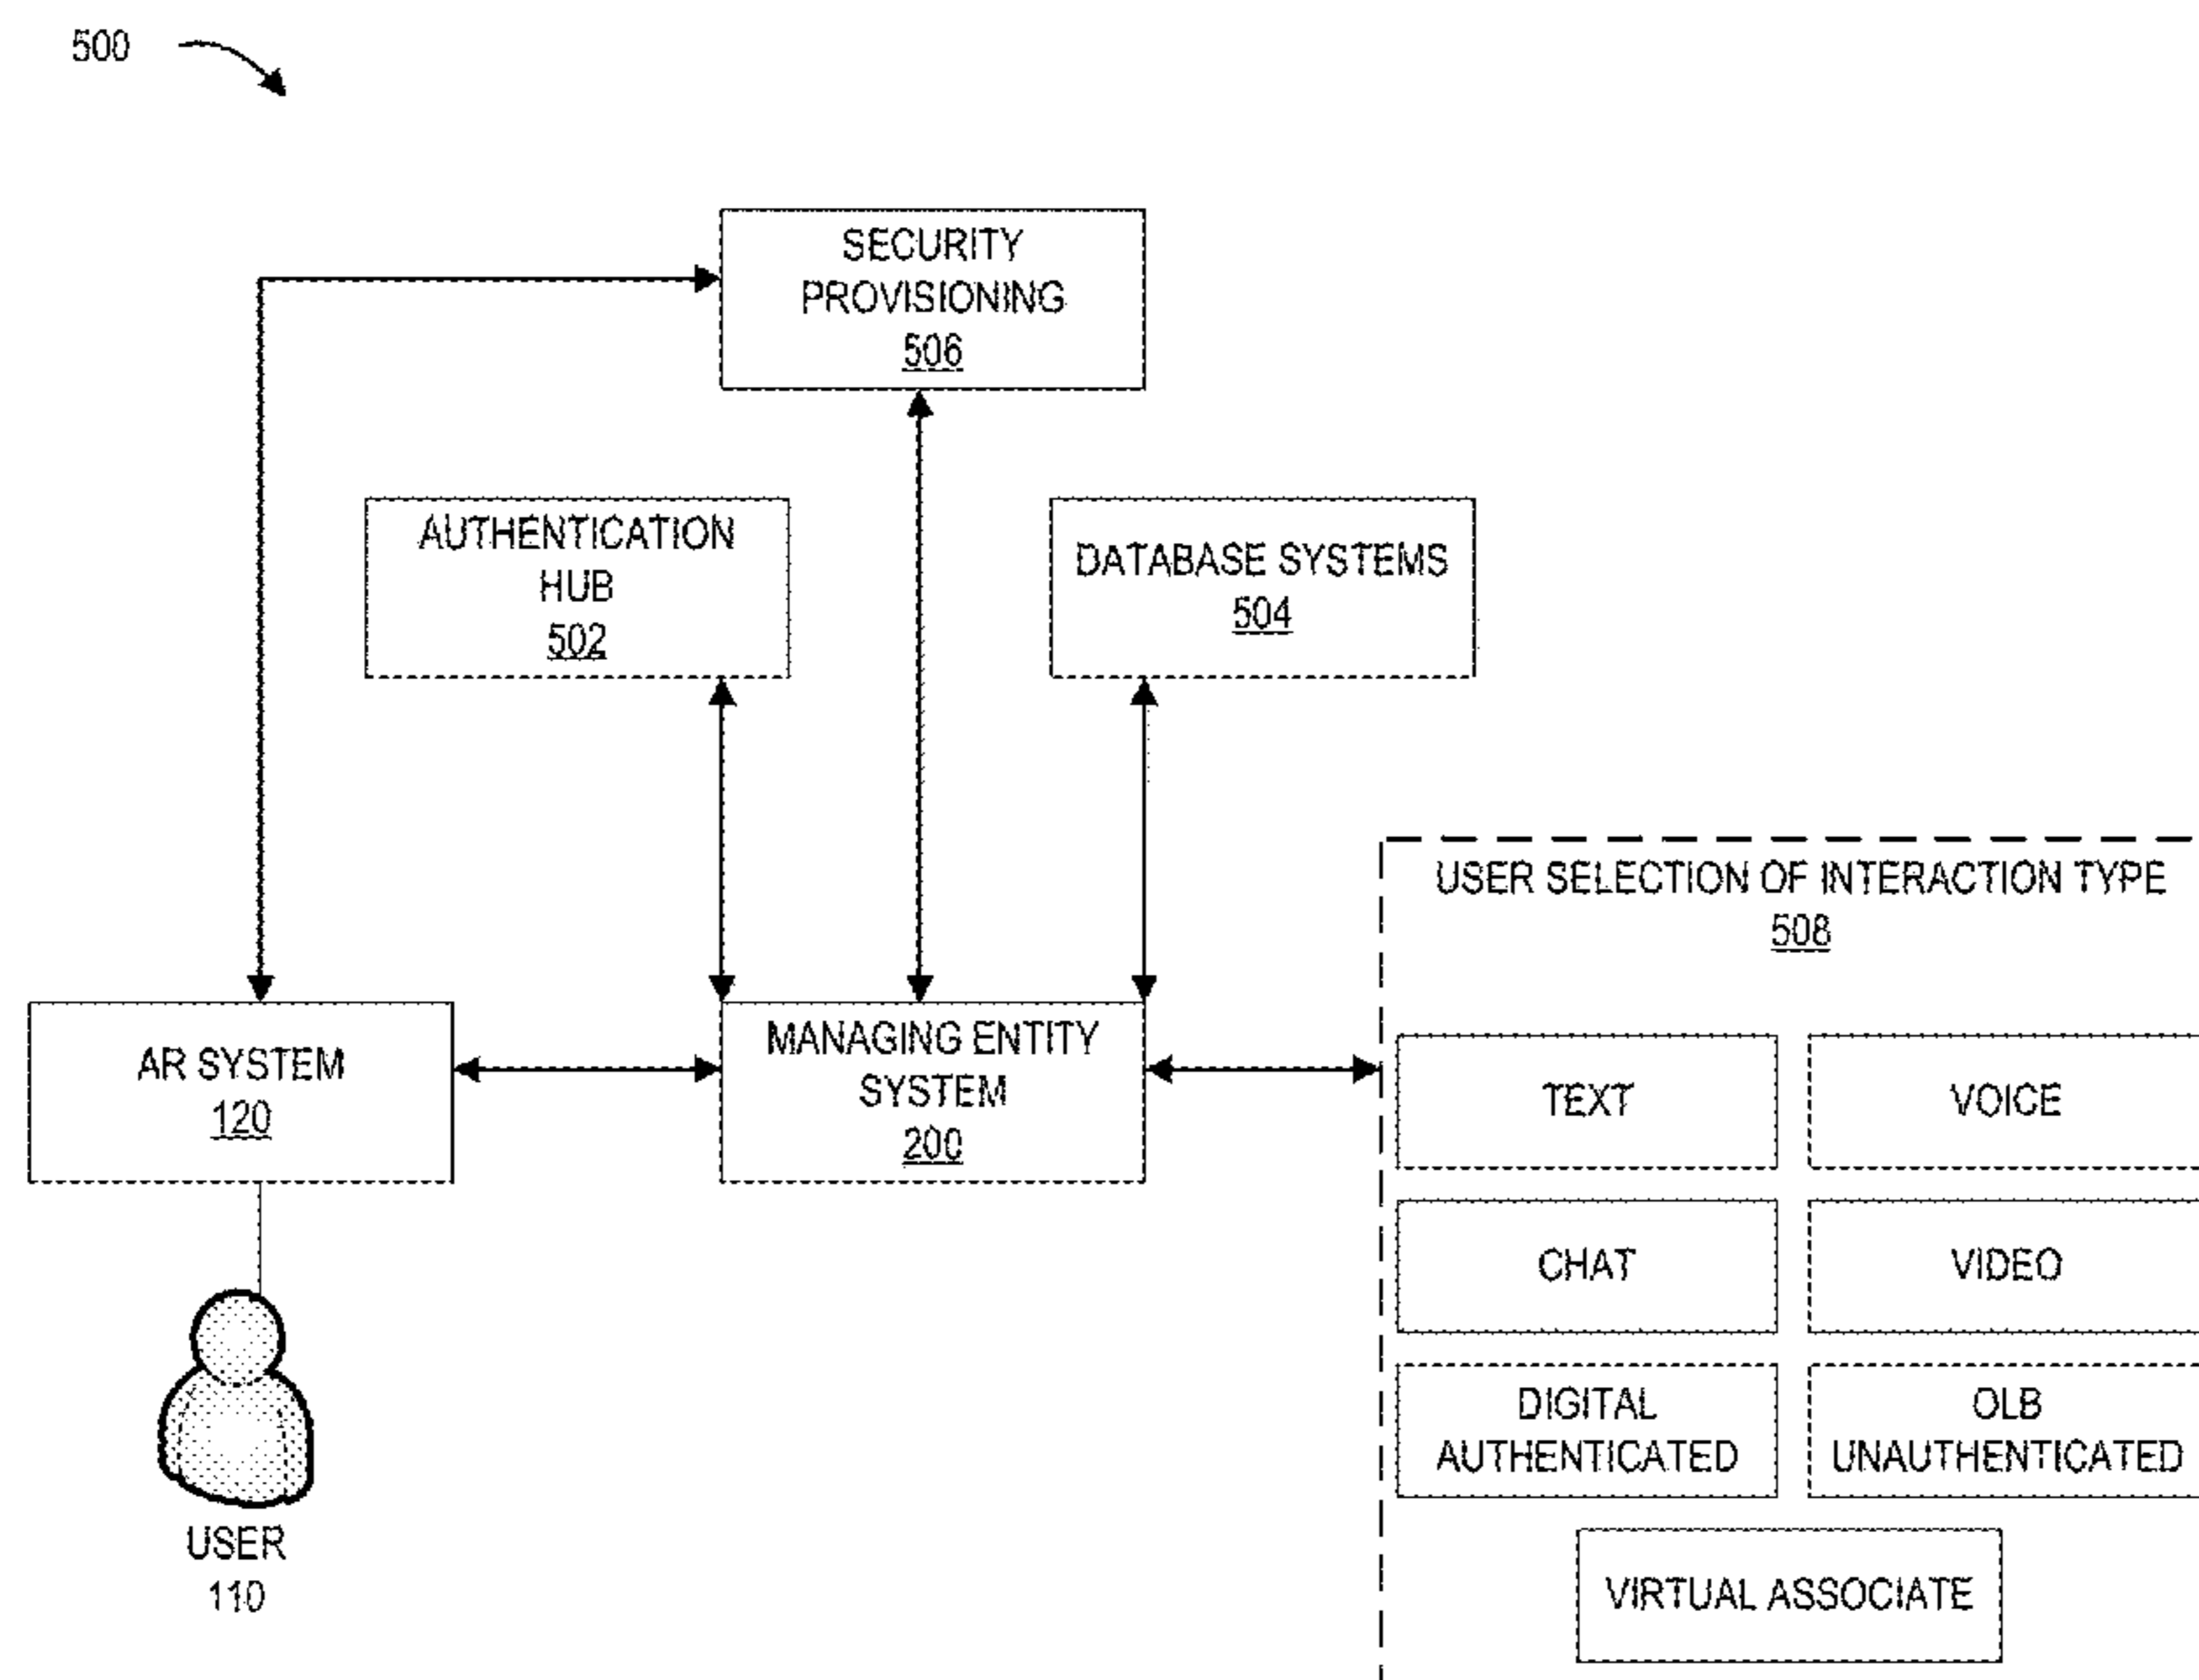 500
SECURITY
PROVISIONING
506
AUTHENTICATION
HUB
502
DATABASE SYSTEMS
504
USER SELECTION OF INTERACTION TYPE
508
AR SYSTEM
120
MANAGING ENTITY
SYSTEM
200
TEXT
VOICE
CHAT
VIDEO
DIGITAL
AUTHENTICATED
OLB
UNAUTHENTICATED
VIRTUAL ASSOCIATE
USER
110